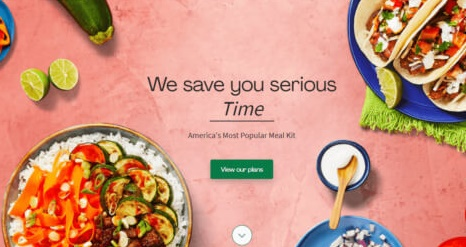 We save you serious
Time
America's Most Popular Meal Kit
View our plans